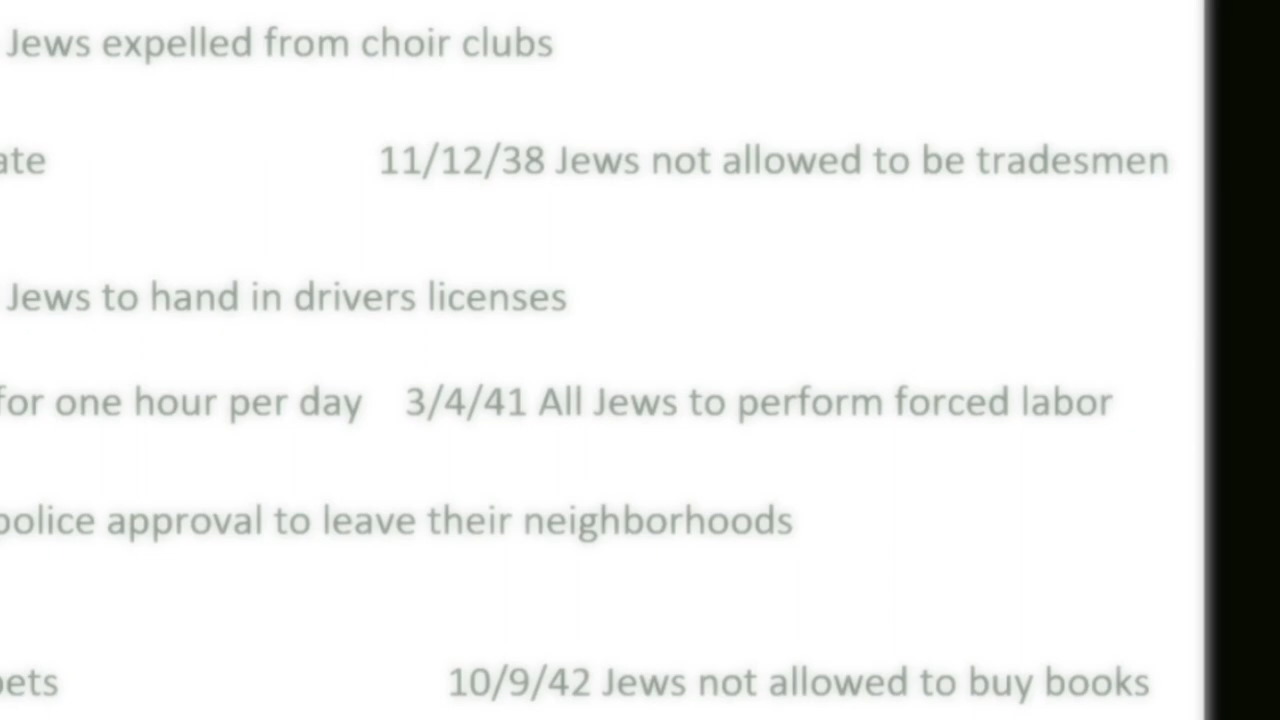 Jews expelled from choir clubs
ate 11/12/38 Jews not allowed to be tradesmen
Jews to hand in drivers licenses
for one hour per day 3/4/41 All Jews to perform forced labor
police approval to leave their neighborhoods
pets 10/9/42 Jews not allowed to buy books